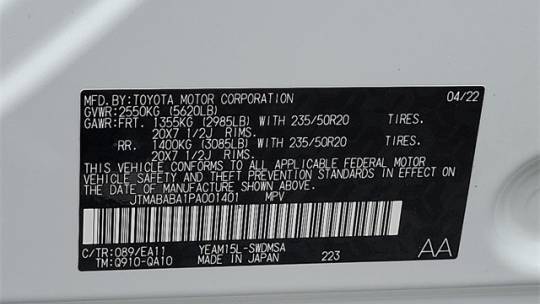 MFD.BY:TOYOTA MOTOR CORPORATION 04/22
GVWR:2550KG (5620LB)
GAWR:FRT. 1355KG (2985LB) WITH 235/50R20 TIRES.
20X7 1/2J RIMS.
RR. 1400KG (3085LB) WITH 235/50R20 TIRES.
20X7 1/2J RIMS.
THIS VEHICLE CONFORMS TO ALL APPLICABLE FEDERAL MOTOR
VEHICLE SAFETY AND THEFT PREVENTION STANDARDS IN EFFECT ON
THE DATE OF MANUFACTURE SHOWN ABOVE.
JTMABABA1PA001401 MPV
C/TR:089/EA11 YEAM15L-SWDMSA
TM:Q910-QA10 MADE IN JAPAN 223 AA